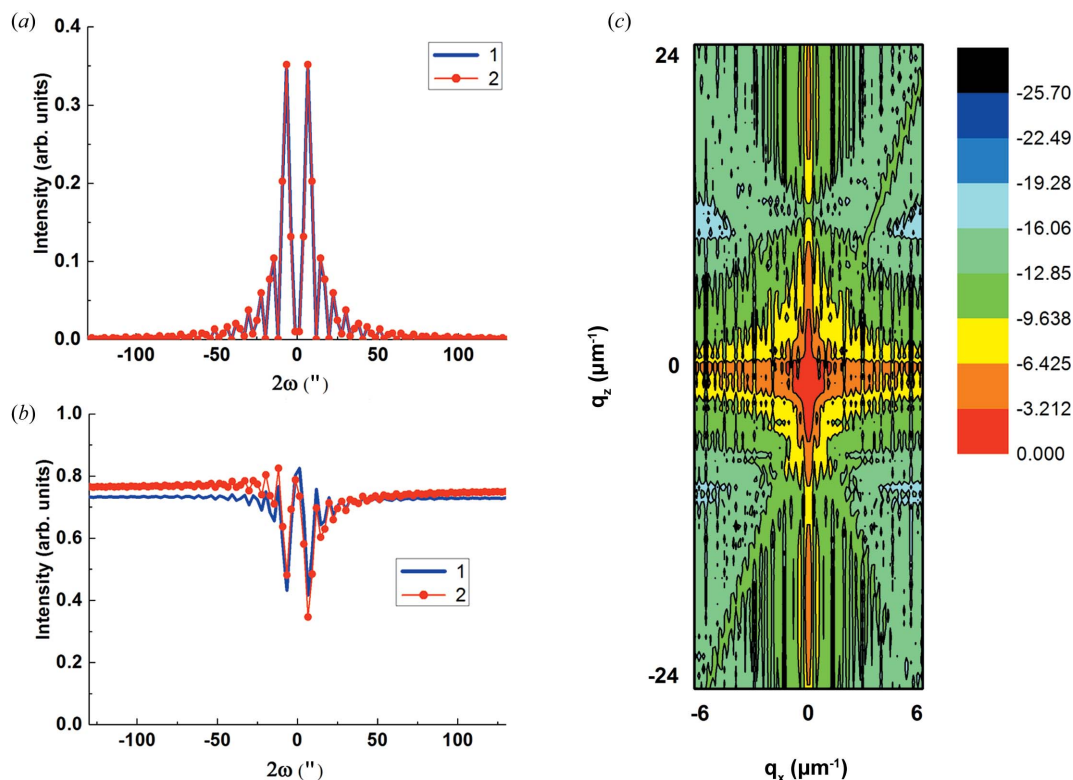 (a)
0.4
0.3
0.2
0.1
0.0
Intensity (arb. units)
1
2
-100 -50 0 50 100
2ω (")
(b)
1.0
0.8
0.6
0.4
0.2
0.0
Intensity (arb. units)
1
2
-100 -50 0 50 100
2ω (")
(c)
24
0
-24
q_z (µm⁻¹)
-6 0 6
q_x (µm⁻¹)
-25.70
-22.49
-19.28
-16.06
-12.85
-9.638
-6.425
-3.212
0.000